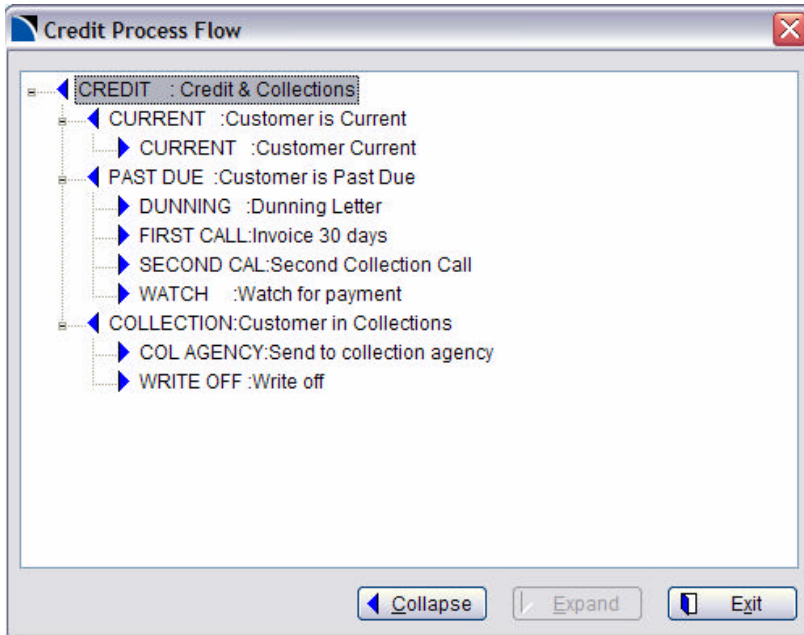 Credit Process Flow
CREDIT : Credit & Collections
CURRENT :Customer is Current
CURRENT :Customer Current
PAST DUE :Customer is Past Due
DUNNING :Dunning Letter
FIRST CALL:Invoice 30 days
SECOND CAL:Second Collection Call
WATCH :Watch for payment
COLLECTION:Customer in Collections
COL AGENCY:Send to collection agency
WRITE OFF :Write off
Collapse Expand Exit